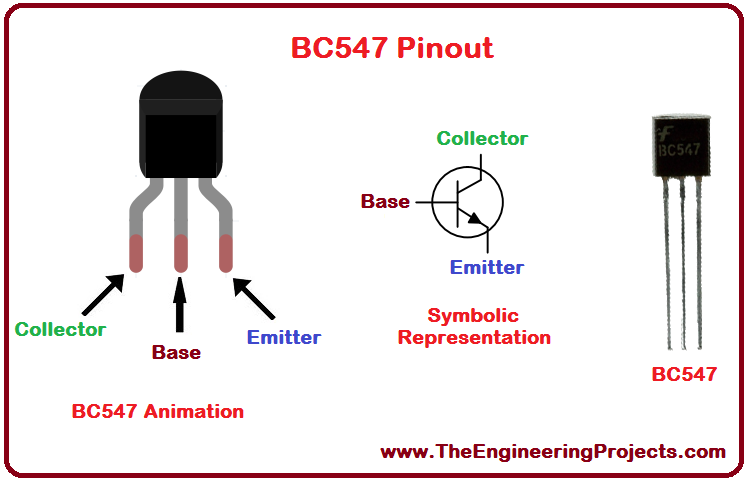 BC547 Pinout
Collector
Base
Emitter
BC547 Animation
Collector
Base
Emitter
Symbolic
Representation
BC547
BC547
www.TheEngineeringProjects.com